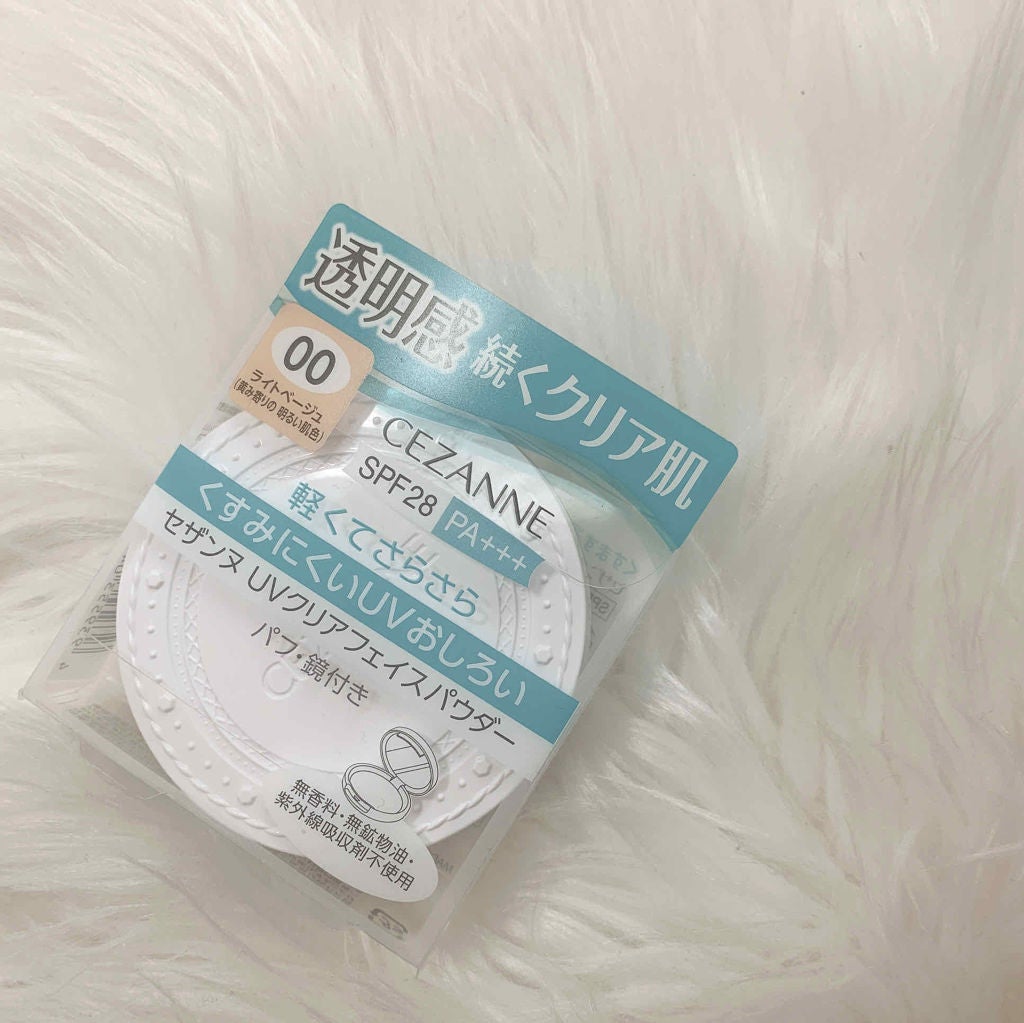 透明感 続くクリア肌
00
ライトベージュ
(黄み寄りの 明るい肌色)
CEZANNE
SPF28 PA+++
軽くてさらさら
くすみにくいUVおしろい
セザンヌ UVクリアフェイスパウダー
パフ・鏡付き
無香料・無鉱物油・
紫外線吸収剤不使用